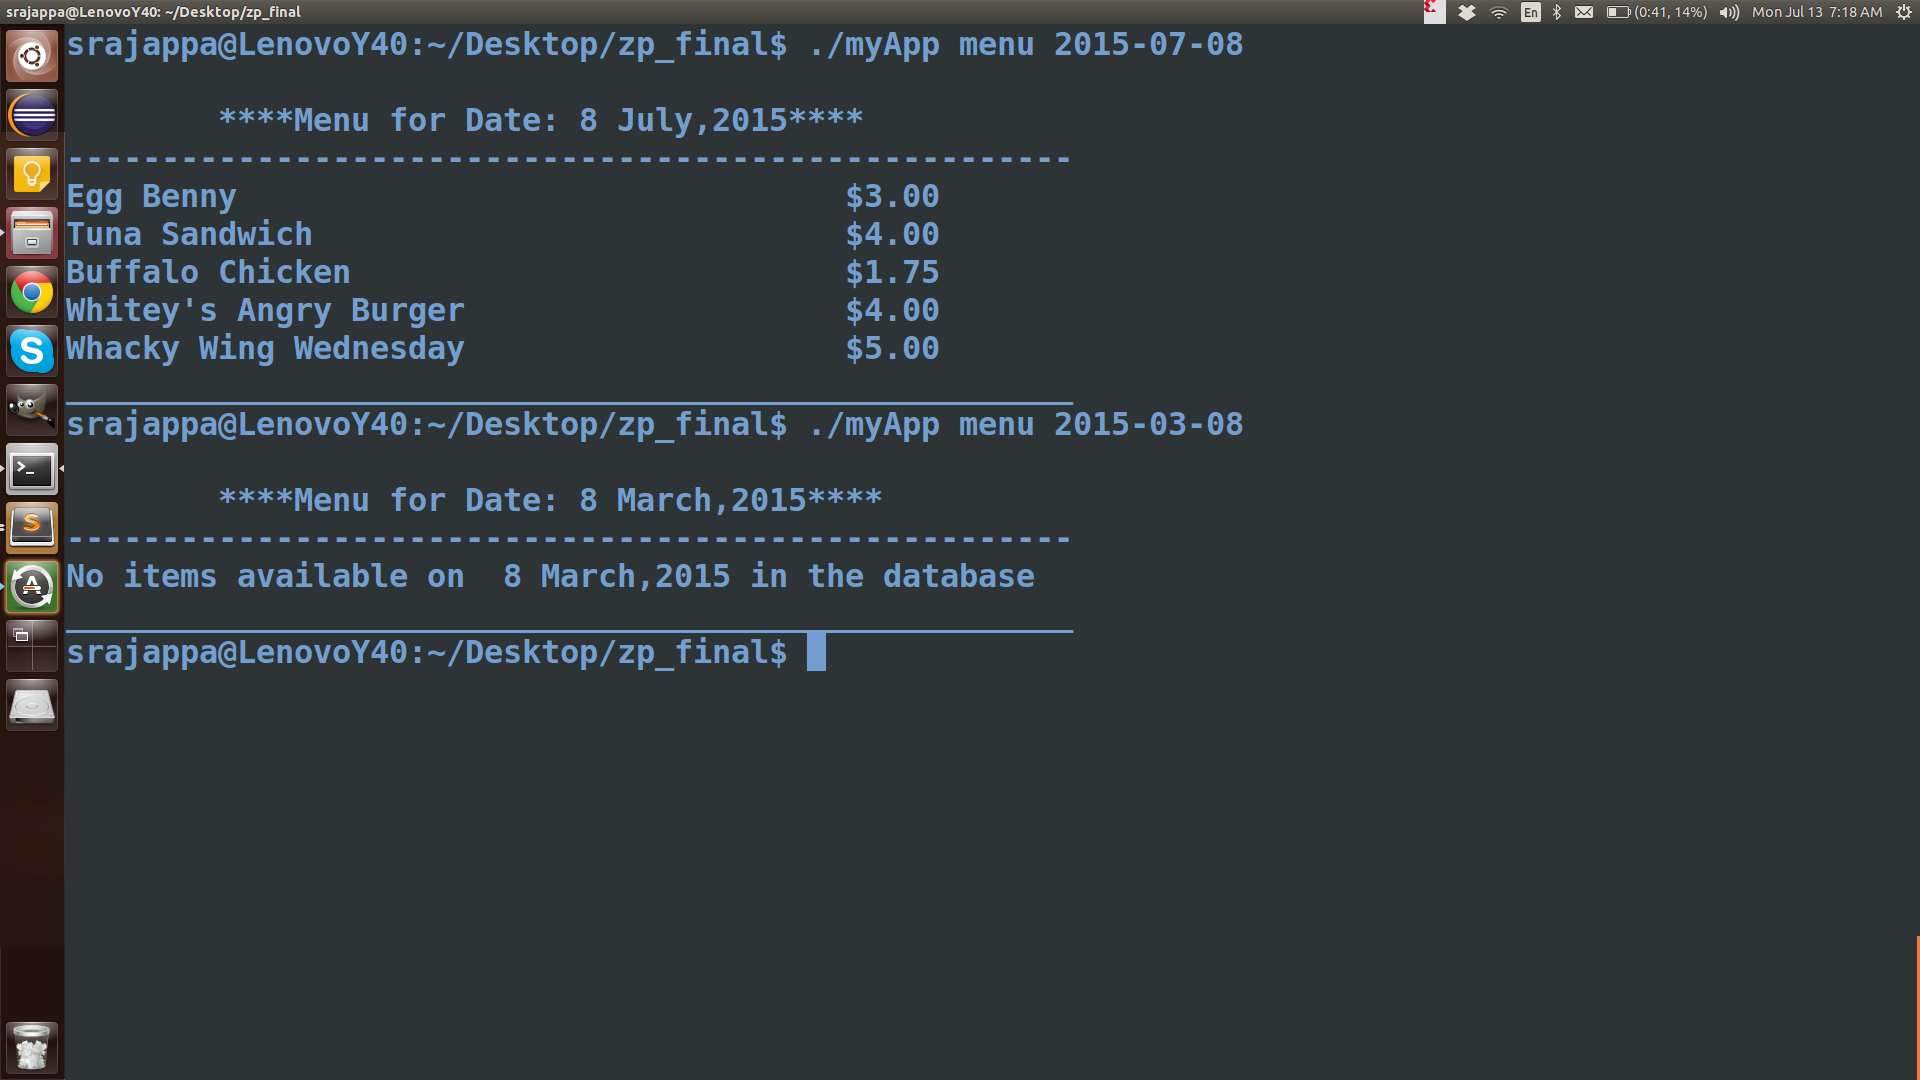 srajappa@LenovoY40: ~/Desktop/zp_final
En (0:41, 14%) Mon Jul 13 7:18 AM
srajappa@LenovoY40:~/Desktop/zp_final$ ./myApp menu 2015-07-08
****Menu for Date: 8 July,2015****
-----------------------------------------------------
Egg Benny $3.00
Tuna Sandwich $4.00
Buffalo Chicken $1.75
Whitey's Angry Burger $4.00
Whacky Wing Wednesday $5.00
_____________________________________________________
srajappa@LenovoY40:~/Desktop/zp_final$ ./myApp menu 2015-03-08
****Menu for Date: 8 March,2015****
-----------------------------------------------------
No items available on  8 March,2015 in the database
_____________________________________________________
srajappa@LenovoY40:~/Desktop/zp_final$